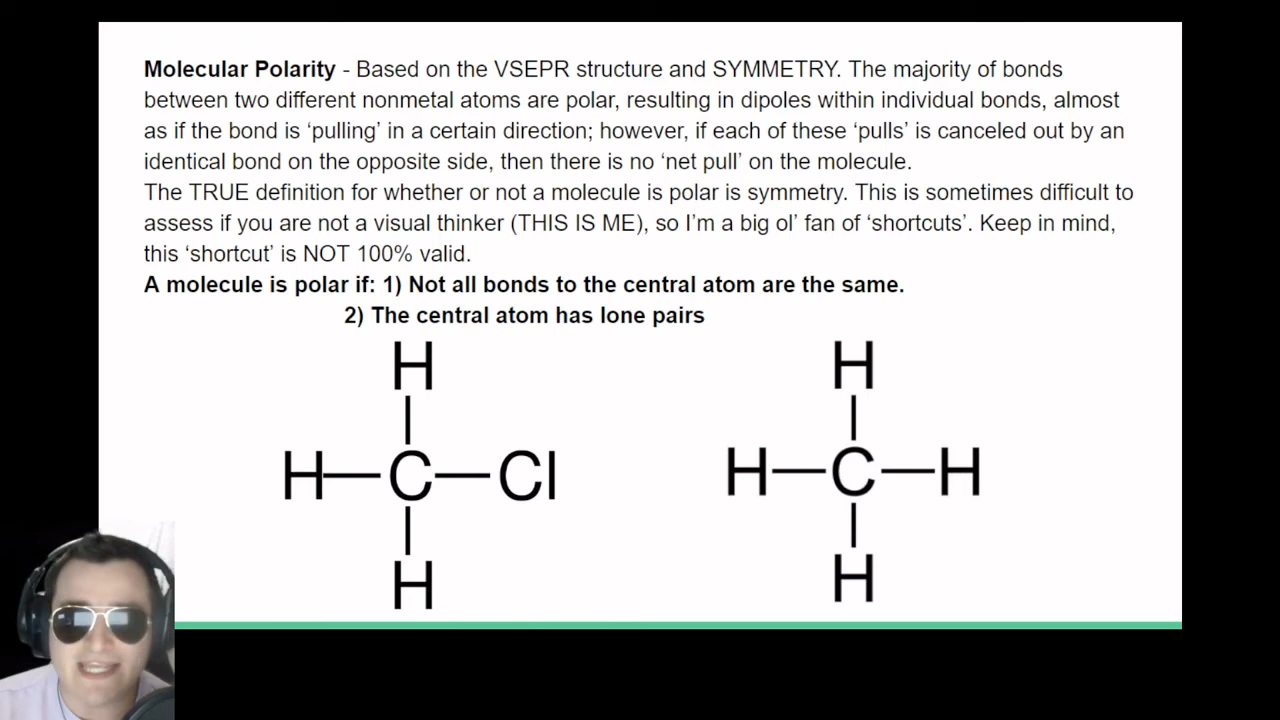 Molecular Polarity - Based on the VSEPR structure and SYMMETRY. The majority of bonds
between two different nonmetal atoms are polar, resulting in dipoles within individual bonds, almost
as if the bond is ‘pulling’ in a certain direction; however, if each of these ‘pulls’ is canceled out by an
identical bond on the opposite side, then there is no ‘net pull’ on the molecule.
The TRUE definition for whether or not a molecule is polar is symmetry. This is sometimes difficult to
assess if you are not a visual thinker (THIS IS ME), so I’m a big ol’ fan of ‘shortcuts’. Keep in mind,
this ‘shortcut’ is NOT 100% valid.
A molecule is polar if: 1) Not all bonds to the central atom are the same.
2) The central atom has lone pairs
H
H—C—Cl
H
H
H—C—H
H